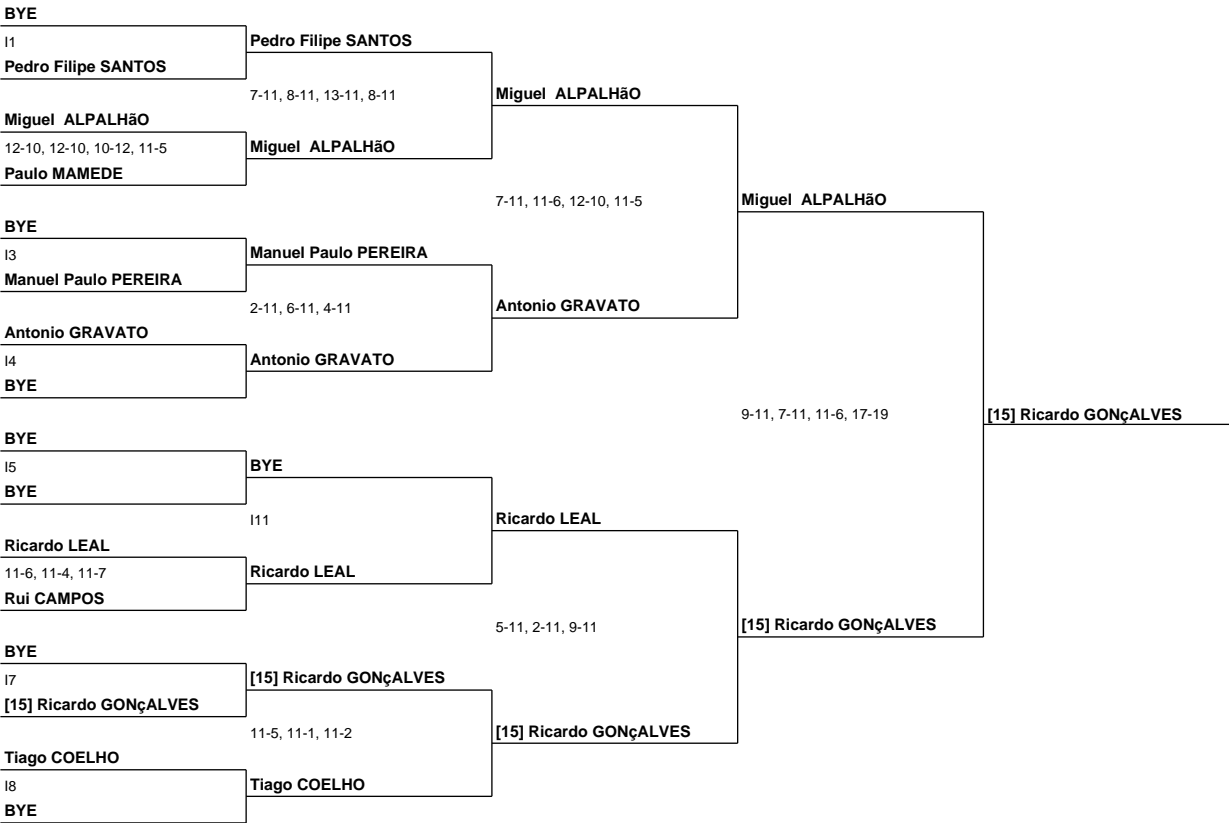 BYE
I1
Pedro Filipe SANTOS
Pedro Filipe SANTOS
7-11, 8-11, 13-11, 8-11
Miguel ALPALHãO
Miguel ALPALHãO
12-10, 12-10, 10-12, 11-5
Miguel ALPALHãO
Paulo MAMEDE
7-11, 11-6, 12-10, 11-5
Miguel ALPALHãO
BYE
I3
Manuel Paulo PEREIRA
Manuel Paulo PEREIRA
2-11, 6-11, 4-11
Antonio GRAVATO
Antonio GRAVATO
I4
Antonio GRAVATO
BYE
9-11, 7-11, 11-6, 17-19
[15] Ricardo GONçALVES
BYE
I5
BYE
BYE
I11
Ricardo LEAL
Ricardo LEAL
11-6, 11-4, 11-7
Ricardo LEAL
Rui CAMPOS
5-11, 2-11, 9-11
[15] Ricardo GONçALVES
BYE
I7
[15] Ricardo GONçALVES
[15] Ricardo GONçALVES
11-5, 11-1, 11-2
[15] Ricardo GONçALVES
Tiago COELHO
I8
Tiago COELHO
BYE